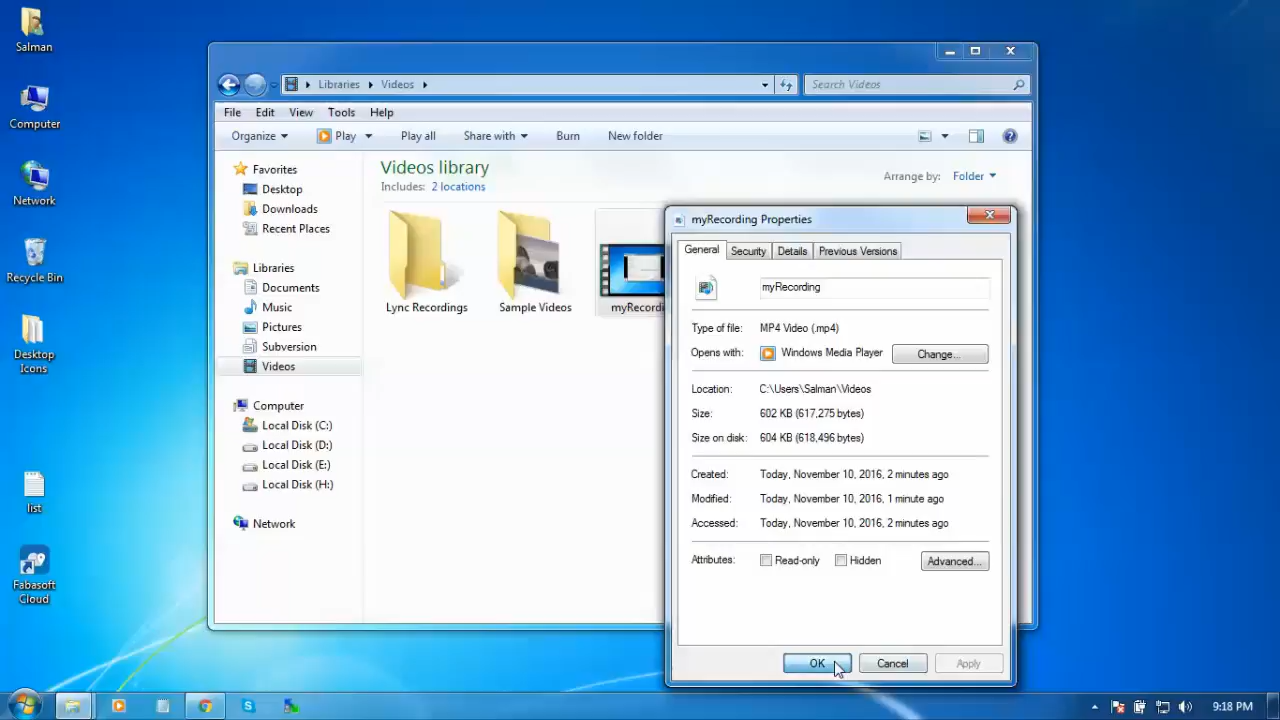 Salman
Computer
Network
Recycle Bin
Desktop
Icons
list
Fabasoft
Cloud
Libraries Videos
Search Videos
File Edit View Tools Help
Organize Play Play all Share with Burn New folder
Favorites
Desktop
Downloads
Recent Places
Libraries
Documents
Music
Pictures
Subversion
Videos
Computer
Local Disk (C:)
Local Disk (D:)
Local Disk (E:)
Local Disk (H:)
Network
Videos library
Includes: 2 locations
Arrange by: Folder
Lync Recordings
Sample Videos
myRecordi
myRecording Properties
General Security Details Previous Versions
myRecording
Type of file: MP4 Video (.mp4)
Opens with: Windows Media Player Change...
Location: C:\Users\Salman\Videos
Size: 602 KB (617,275 bytes)
Size on disk: 604 KB (618,496 bytes)
Created: Today, November 10, 2016, 2 minutes ago
Modified: Today, November 10, 2016, 1 minute ago
Accessed: Today, November 10, 2016, 2 minutes ago
Attributes: Read-only Hidden Advanced...
OK Cancel Apply
9:18 PM